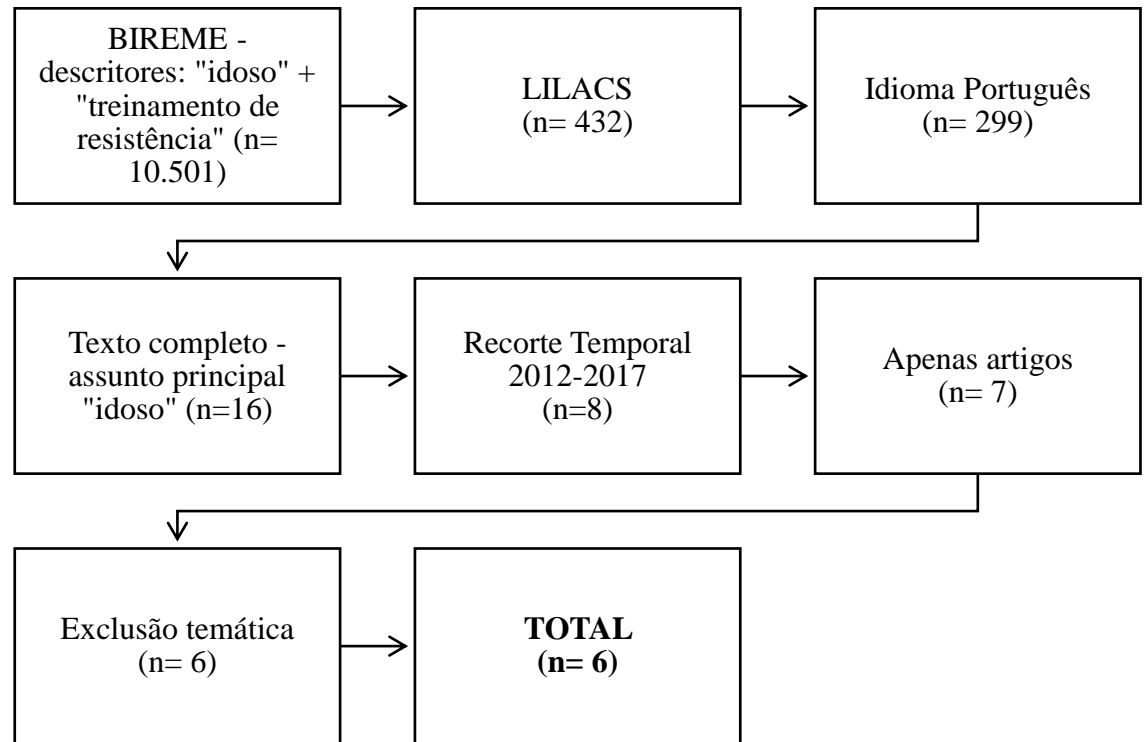 BIREME -
descritores: "idoso" +
"treinamento de
resistência" (n=
10.501)
LILACS
(n= 432)
Idioma Português
(n= 299)
Texto completo -
assunto principal
"idoso" (n=16)
Recorte Temporal
2012-2017
(n=8)
Apenas artigos
(n= 7)
Exclusão temática
(n= 6)
TOTAL
(n= 6)